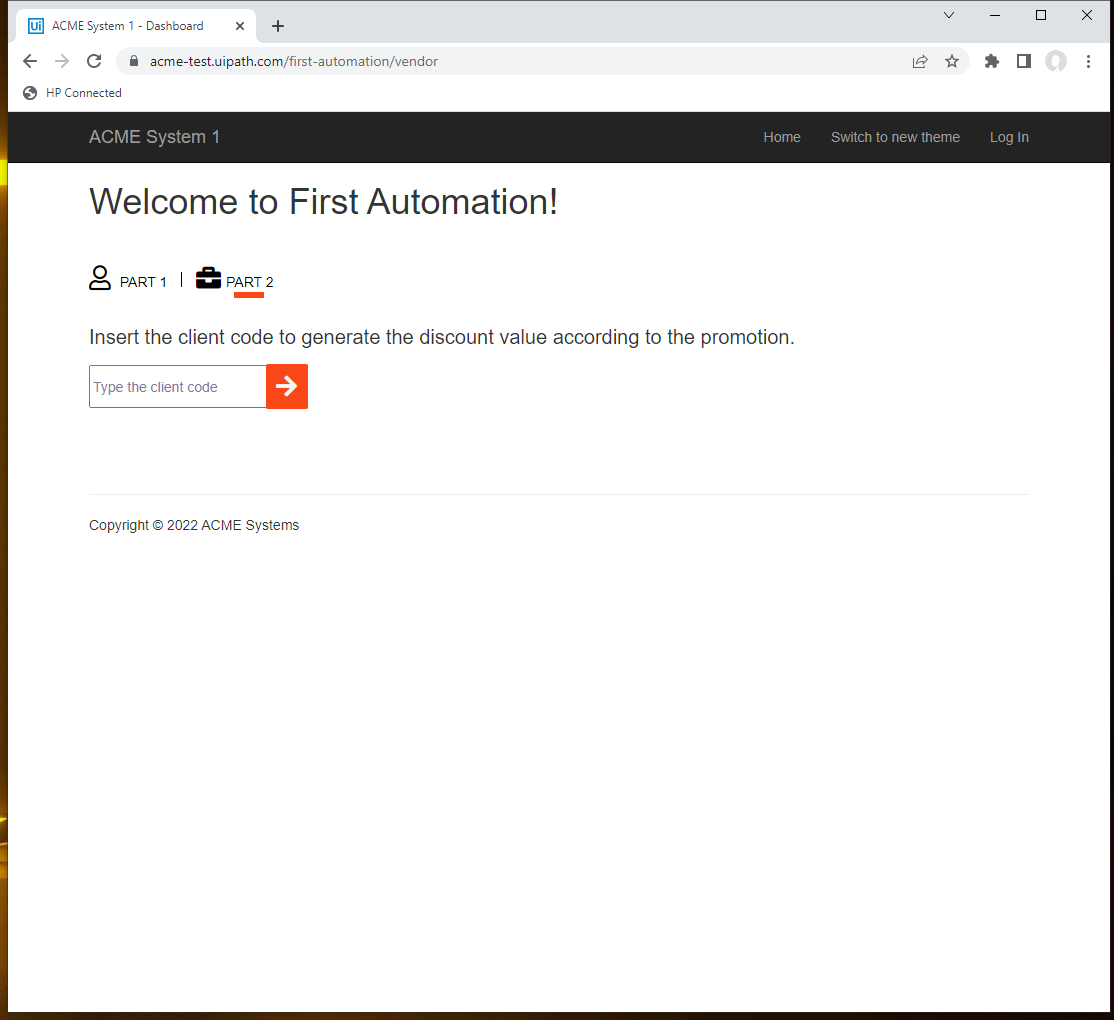 Ui ACME System 1 - Dashboard
acme-test.uipath.com/first-automation/vendor
HP Connected
ACME System 1 Home Switch to new theme Log In
Welcome to First Automation!
PART 1 | PART 2
Insert the client code to generate the discount value according to the promotion.
Type the client code
Copyright © 2022 ACME Systems